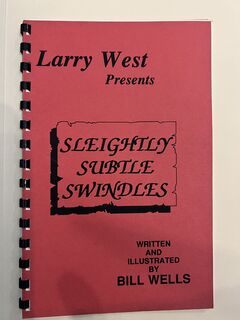 Larry West
Presents
SLEIGHTLY
SUBTLE
SWINDLES
WRITTEN
AND
ILLUSTRATED
BY
BILL WELLS